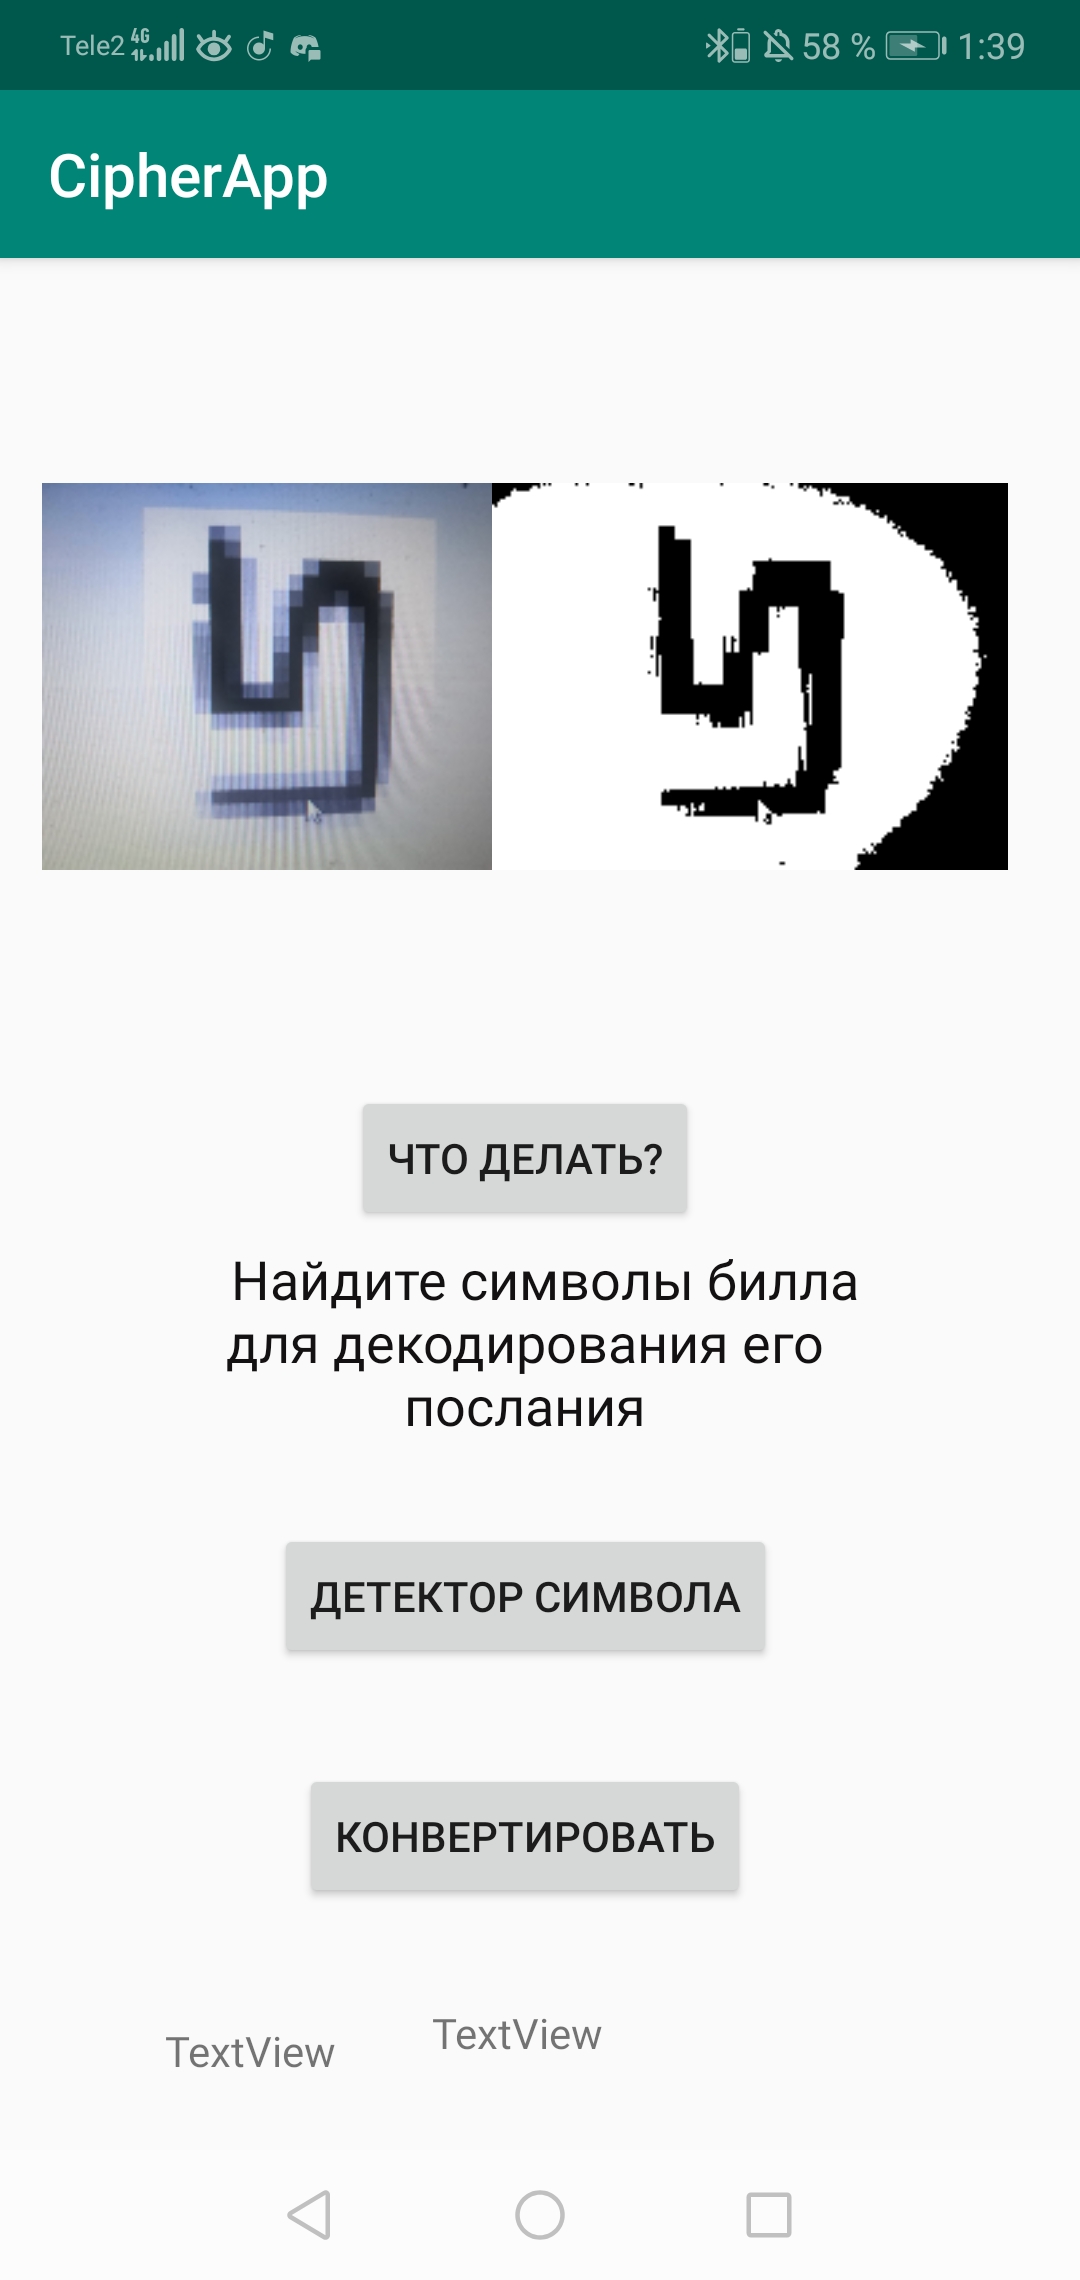 Tele2 4G 58 % 1:39
CipherApp
ЧТО ДЕЛАТЬ?
Найдите символы билла
для декодирования его
послания
ДЕТЕКТОР СИМВОЛА
КОНВЕРТИРОВАТЬ
TextView
TextView